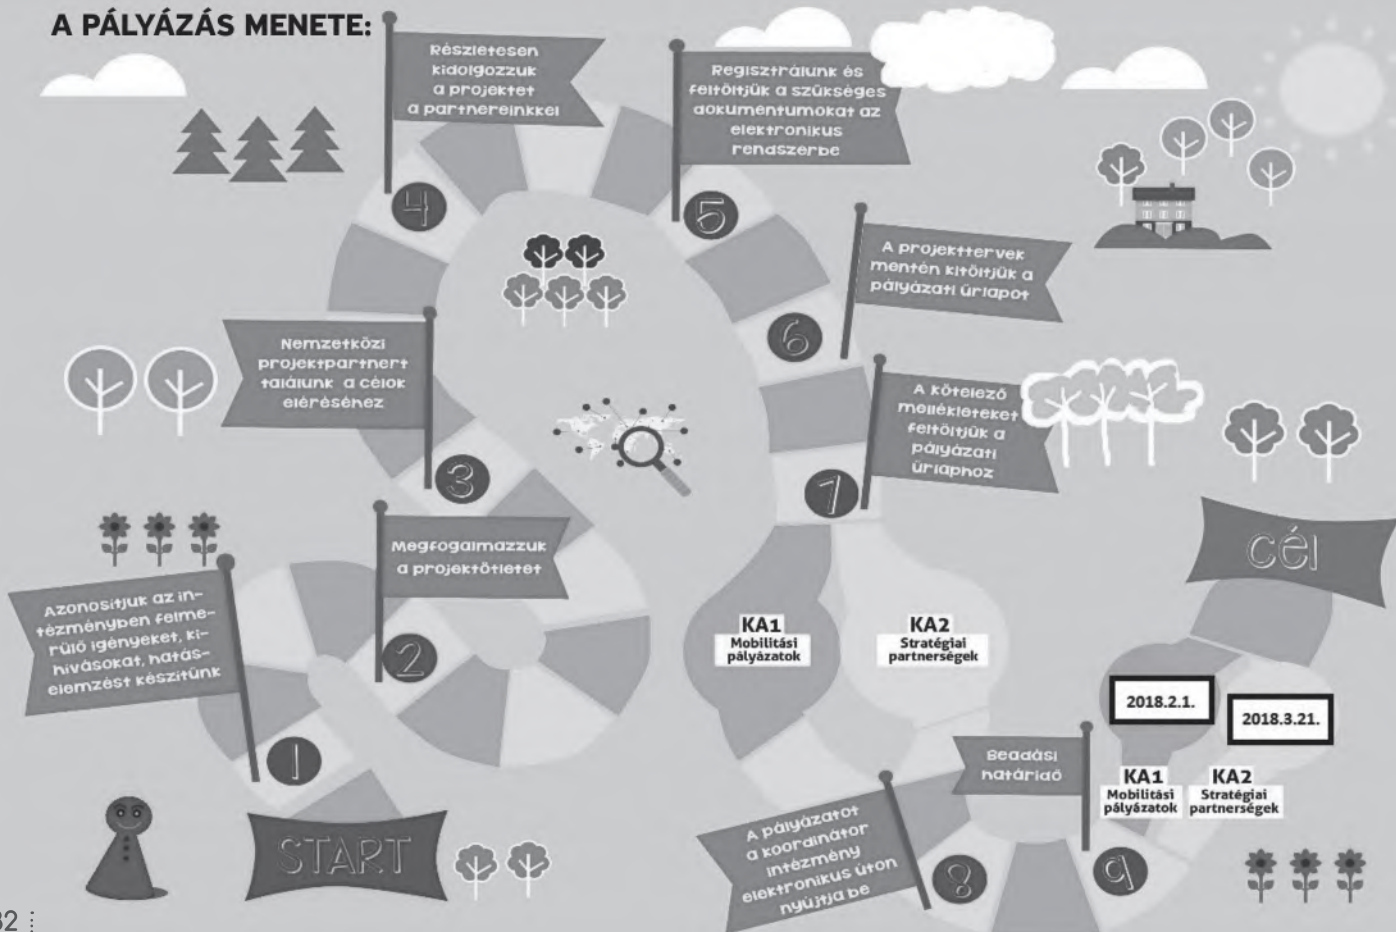 A PÁLYÁZÁS MENETE:
Részletesen
kidolgozzuk
a projektet
a partnereinkkel
4
Regisztrálunk és
feltöltjük a szükséges
dokumentumokat az
elektronikus
rendszerbe
5
A projekttervek
mentén kitöltjük a
pályázati űrlapot
6
Nemzetközi
projektpartnert
találunk a célok
eléréséhez
3
A kötelező
mellékleteket
feltöltjük a
pályázati
űrlaphoz
7
Megfogalmazzuk
a projektötletet
2
Azonosítjuk az in-
tézményben felme-
rülő igényeket, ki-
hívásokat, hatás-
elemzést készítünk
1
START
KA1
Mobilitási
pályázatok
KA2
Stratégiai
partnerségek
A pályázatot
a koordinátor
intézmény
elektronikus úton
nyújtja be
8
Beadási
határidő
9
2018.2.1.
2018.3.21.
KA1
Mobilitási
pályázatok
KA2
Stratégiai
partnerségek
CÉL
32